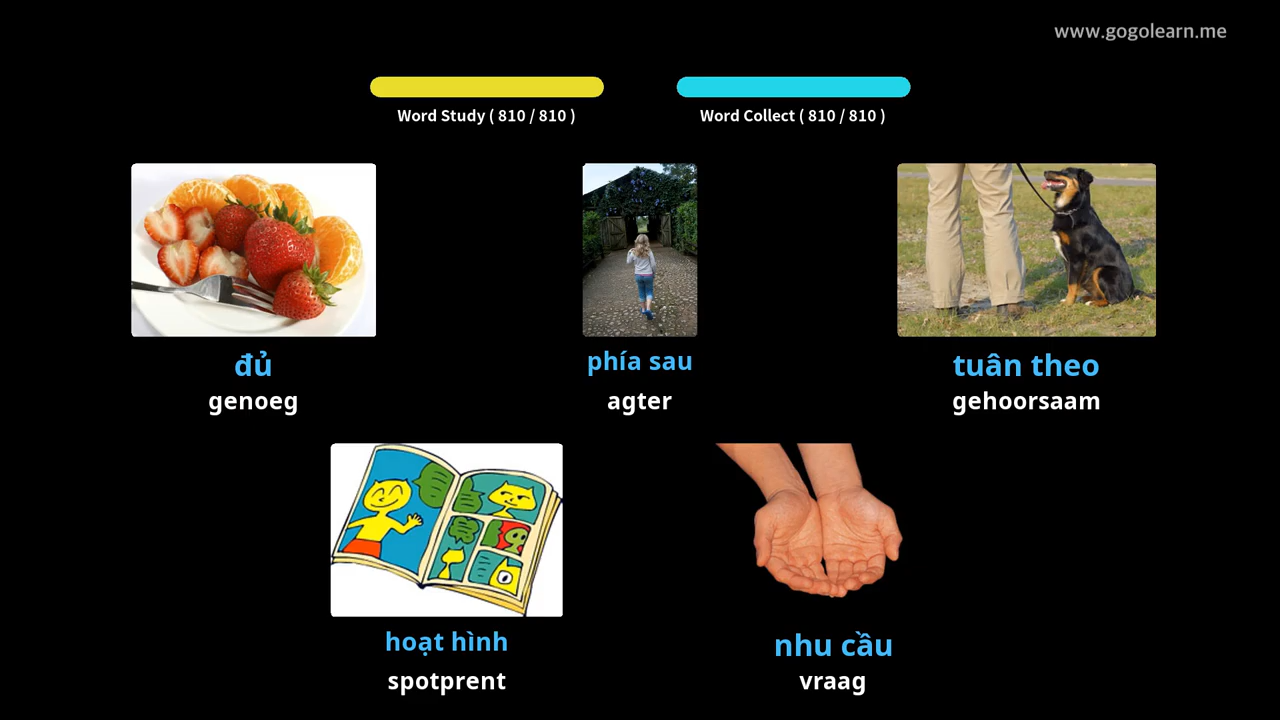 www.gogolearn.me
Word Study ( 810 / 810 )
Word Collect ( 810 / 810 )
đủ
genoeg
phía sau
agter
tuân theo
gehoorsaam
hoạt hình
spotprent
nhu cầu
vraag